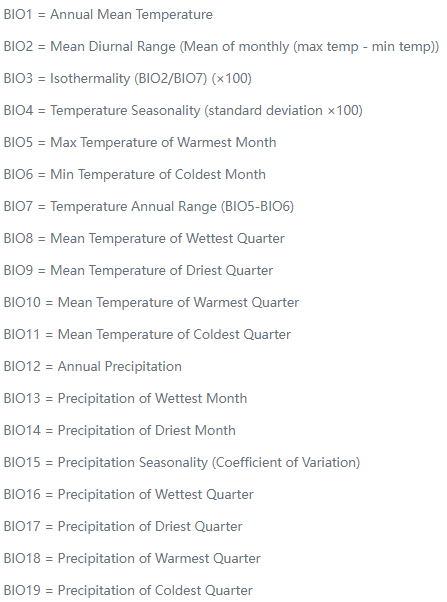 BIO1 = Annual Mean Temperature
BIO2 = Mean Diurnal Range (Mean of monthly (max temp - min temp))
BIO3 = Isothermality (BIO2/BIO7) (×100)
BIO4 = Temperature Seasonality (standard deviation ×100)
BIO5 = Max Temperature of Warmest Month
BIO6 = Min Temperature of Coldest Month
BIO7 = Temperature Annual Range (BIO5-BIO6)
BIO8 = Mean Temperature of Wettest Quarter
BIO9 = Mean Temperature of Driest Quarter
BIO10 = Mean Temperature of Warmest Quarter
BIO11 = Mean Temperature of Coldest Quarter
BIO12 = Annual Precipitation
BIO13 = Precipitation of Wettest Month
BIO14 = Precipitation of Driest Month
BIO15 = Precipitation Seasonality (Coefficient of Variation)
BIO16 = Precipitation of Wettest Quarter
BIO17 = Precipitation of Driest Quarter
BIO18 = Precipitation of Warmest Quarter
BIO19 = Precipitation of Coldest Quarter